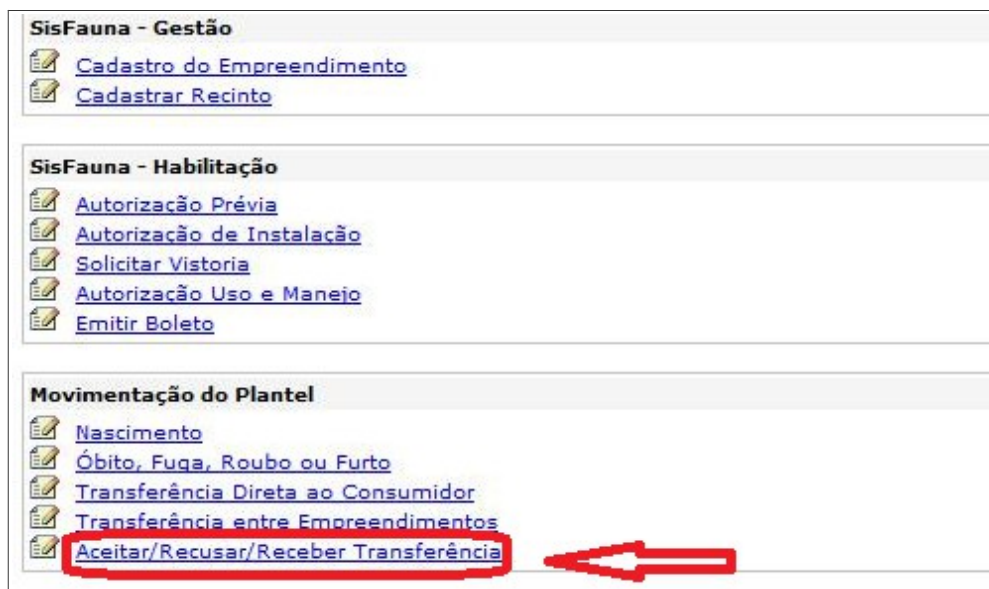 SisFauna - Gestão
Cadastro do Empreendimento
Cadastrar Recinto
SisFauna - Habilitação
Autorização Prévia
Autorização de Instalação
Solicitar Vistoria
Autorização Uso e Manejo
Emitir Boleto
Movimentação do Plantel
Nascimento
Óbito, Fuga, Roubo ou Furto
Transferência Direta ao Consumidor
Transferência entre Empreendimentos
Aceitar/Recusar/Receber Transferência